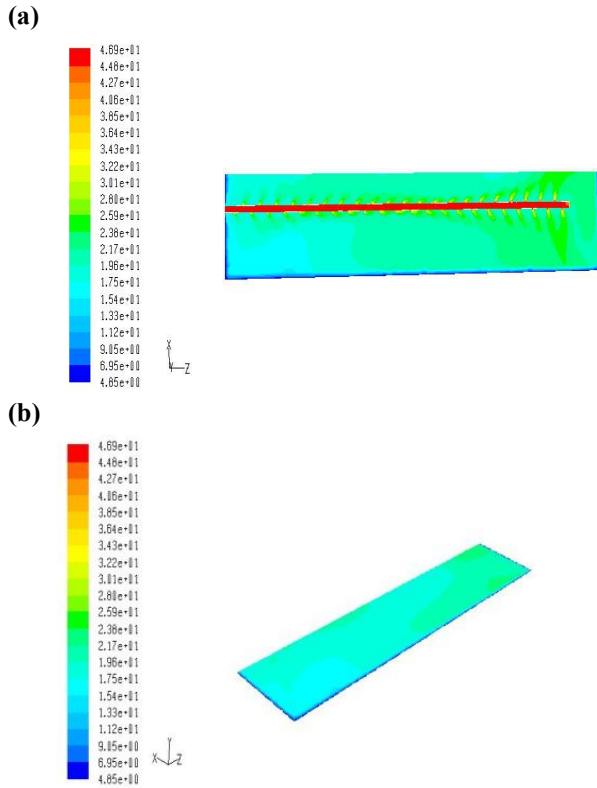 (a)
4.69e+01
4.48e+01
4.27e+01
4.06e+01
3.85e+01
3.64e+01
3.43e+01
3.22e+01
3.01e+01
2.80e+01
2.59e+01
2.38e+01
2.17e+01
1.96e+01
1.75e+01
1.54e+01
1.33e+01
1.12e+01
9.05e+00
6.95e+00
4.85e+00
X
Y
Z
(b)
4.69e+01
4.48e+01
4.27e+01
4.06e+01
3.85e+01
3.64e+01
3.43e+01
3.22e+01
3.01e+01
2.80e+01
2.59e+01
2.38e+01
2.17e+01
1.96e+01
1.75e+01
1.54e+01
1.33e+01
1.12e+01
9.05e+00
6.95e+00
4.85e+00
Y
X Z